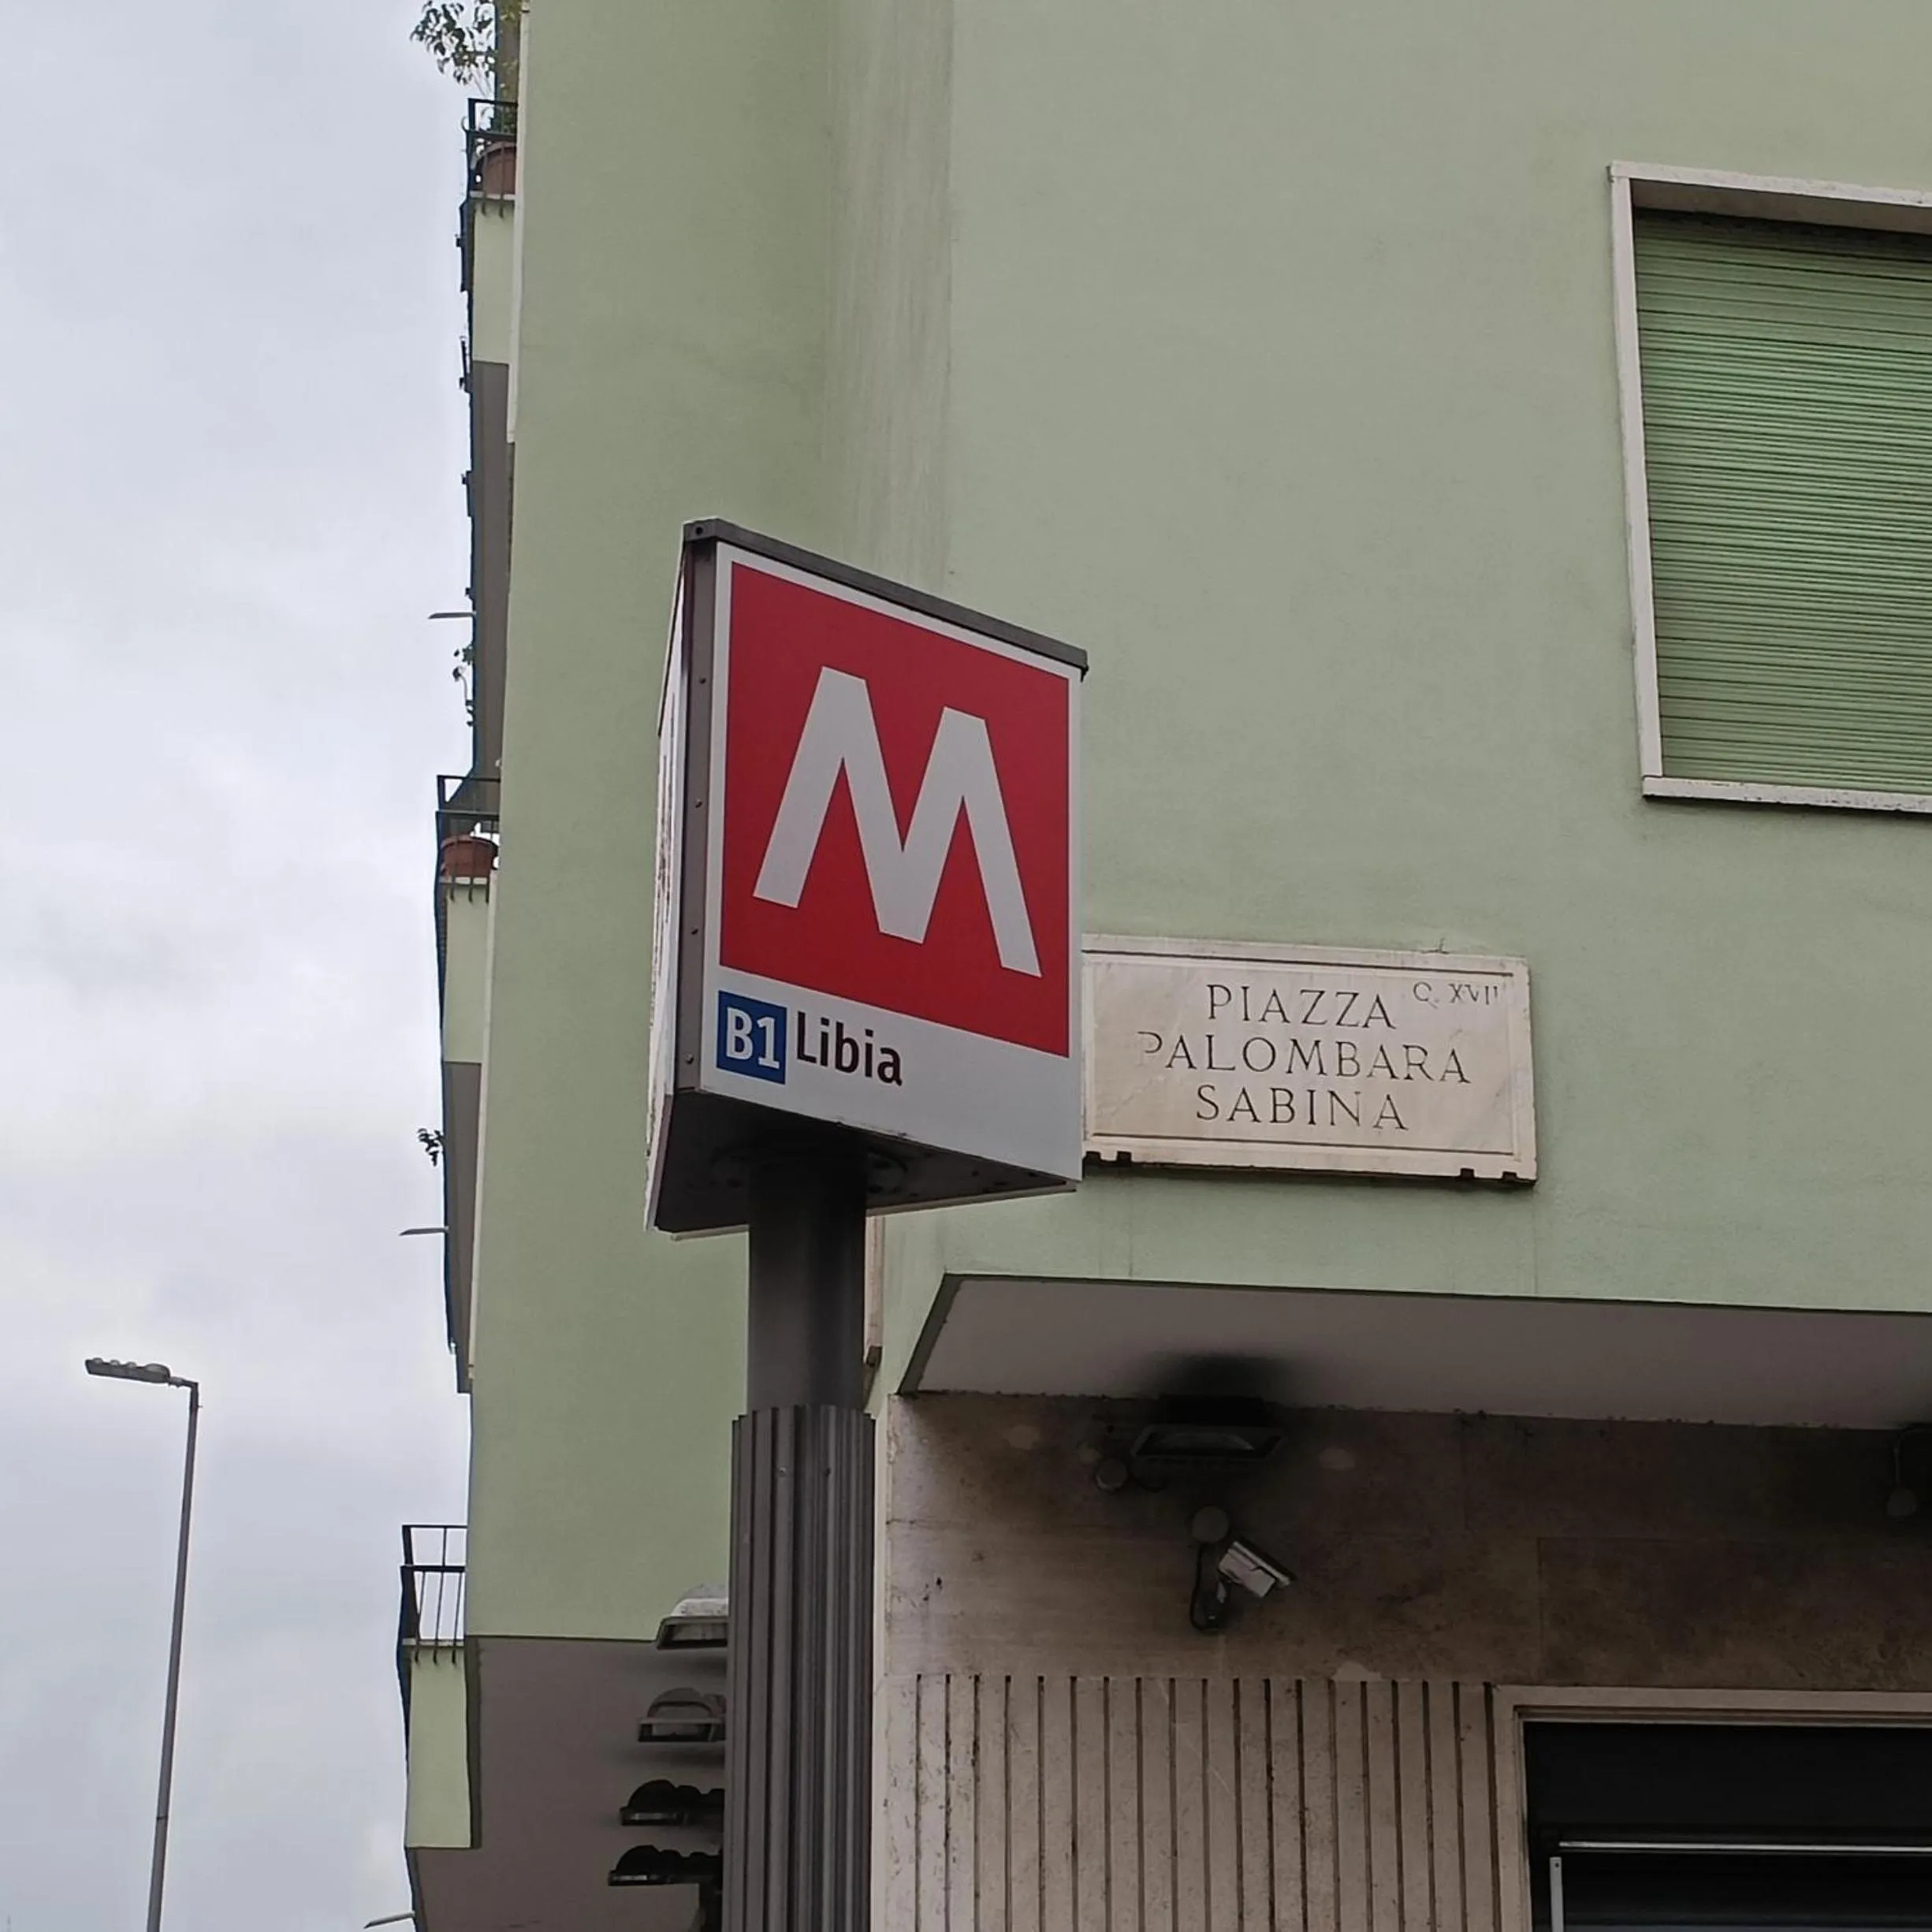 M
B1 Libia
PIAZZA Q. XVII
PALOMBARA
SABINA